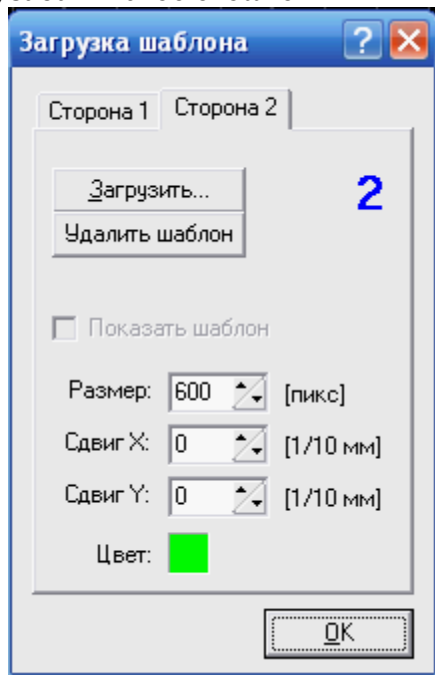 Загрузка шаблона
Сторона 1 Сторона 2
Загрузить...
2
Удалить шаблон
Показать шаблон
Размер: 600 [пикс]
Сдвиг X: 0 [1/10 мм]
Сдвиг Y: 0 [1/10 мм]
Цвет:
OK